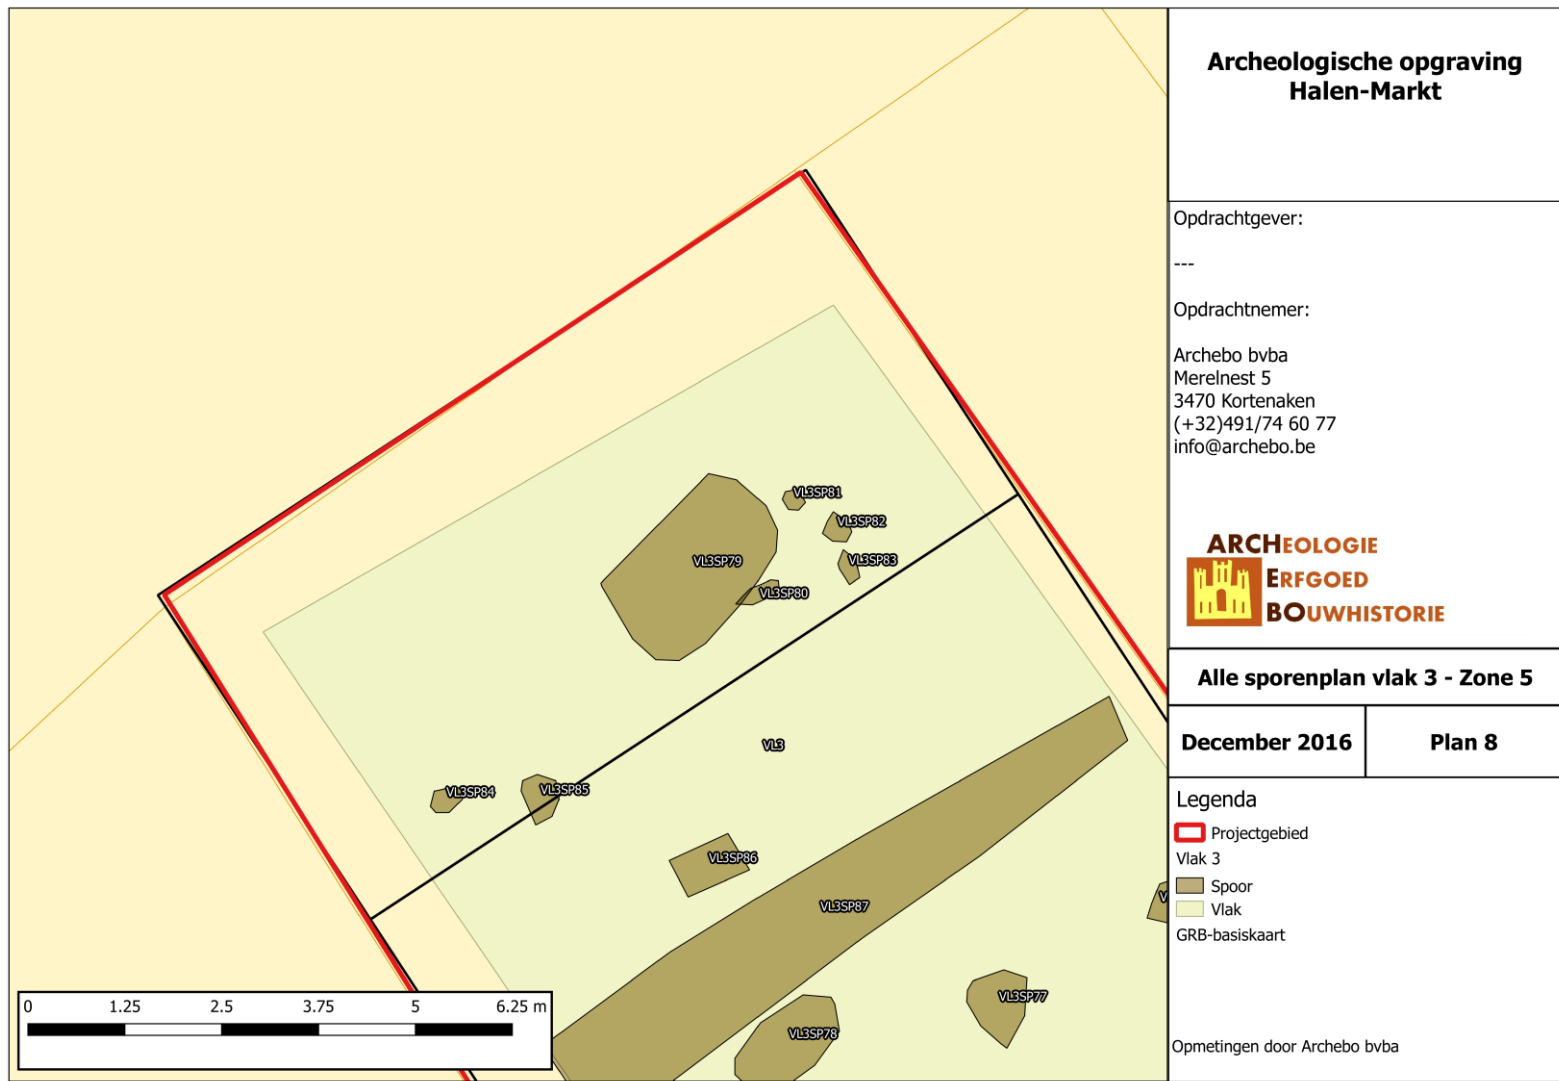 Archeologische opgraving
Halen-Markt
Opdrachtgever:
---
Opdrachtnemer:
Archebo bvba
Merelnest 5
3470 Kortenaken
(+32)491/74 60 77
info@archebo.be
ARCHEOLOGIE
ERFGOED
BOUWHISTORIE
Alle sporenplan vlak 3 - Zone 5
December 2016
Plan 8
Legenda
Projectgebied
Vlak 3
Spoor
Vlak
GRB-basiskaart
Opmetingen door Archebo bvba
VL3SP81
VL3SP82
VL3SP79
VL3SP83
VL3SP80
VL3
VL3SP84
VL3SP85
VL3SP86
VL3SP87
VL3SP77
VL3SP78
0 1.25 2.5 3.75 5 6.25 m